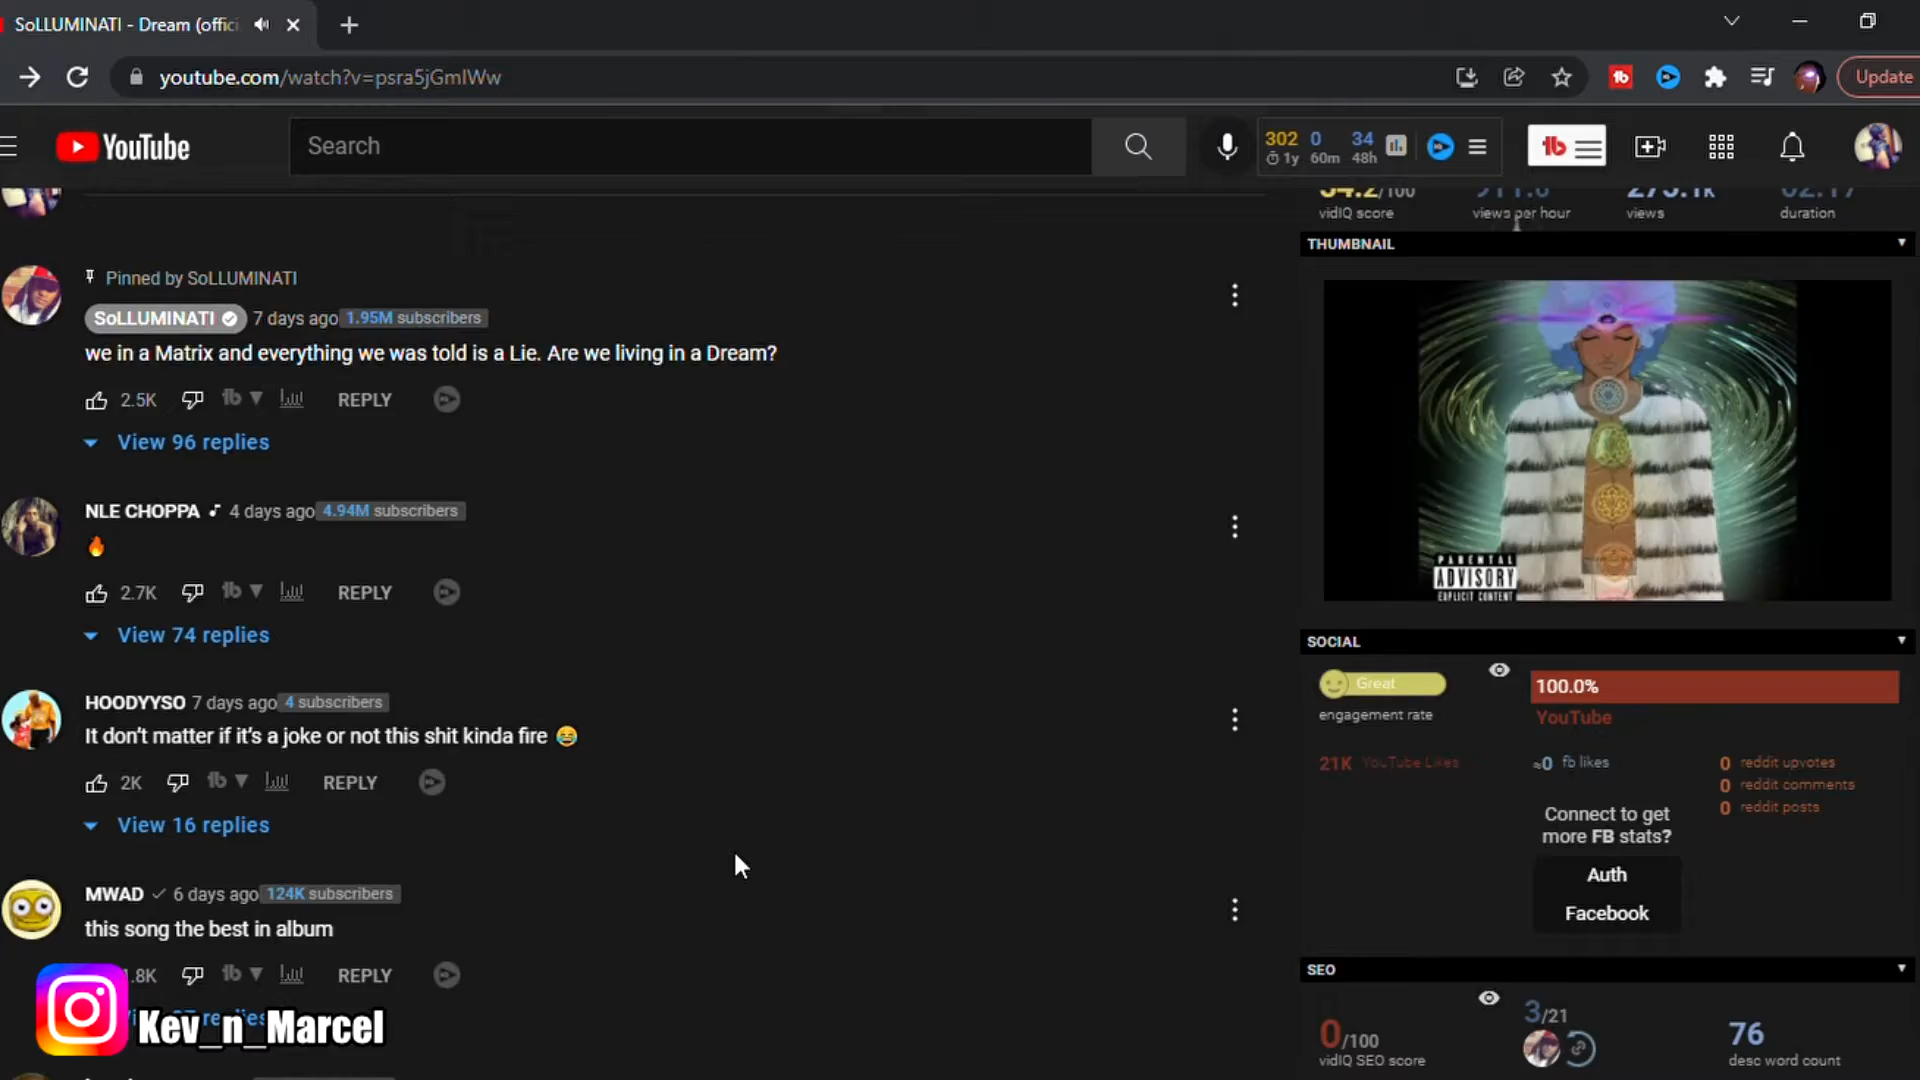 SoLLUMINATI - Dream (offici
youtube.com/watch?v=psra5jGmlWw
Update
YouTube
Search
302 0 34
1y 60m 48h
/100
vidIQ score
views per hour
views
duration
THUMBNAIL
Pinned by SoLLUMINATI
SoLLUMINATI 7 days ago 1.95M subscribers
we in a Matrix and everything we was told is a Lie. Are we living in a Dream?
2.5K REPLY
View 96 replies
NLE CHOPPA 4 days ago 4.94M subscribers
🔥
2.7K REPLY
View 74 replies
HOODYYSO 7 days ago 4 subscribers
It don't matter if it's a joke or not this shit kinda fire 😂
2K REPLY
View 16 replies
MWAD 6 days ago 124K subscribers
this song the best in album
.8K REPLY
replies
Kev_n_Marcel
PARENTAL
ADVISORY
EXPLICIT CONTENT
SOCIAL
Great
engagement rate
100.0%
YouTube
21K YouTube Likes
≈0 fb likes
0 reddit upvotes
0 reddit comments
0 reddit posts
Connect to get
more FB stats?
Auth
Facebook
SEO
0/100
vidIQ SEO score
3/21
76
desc word count